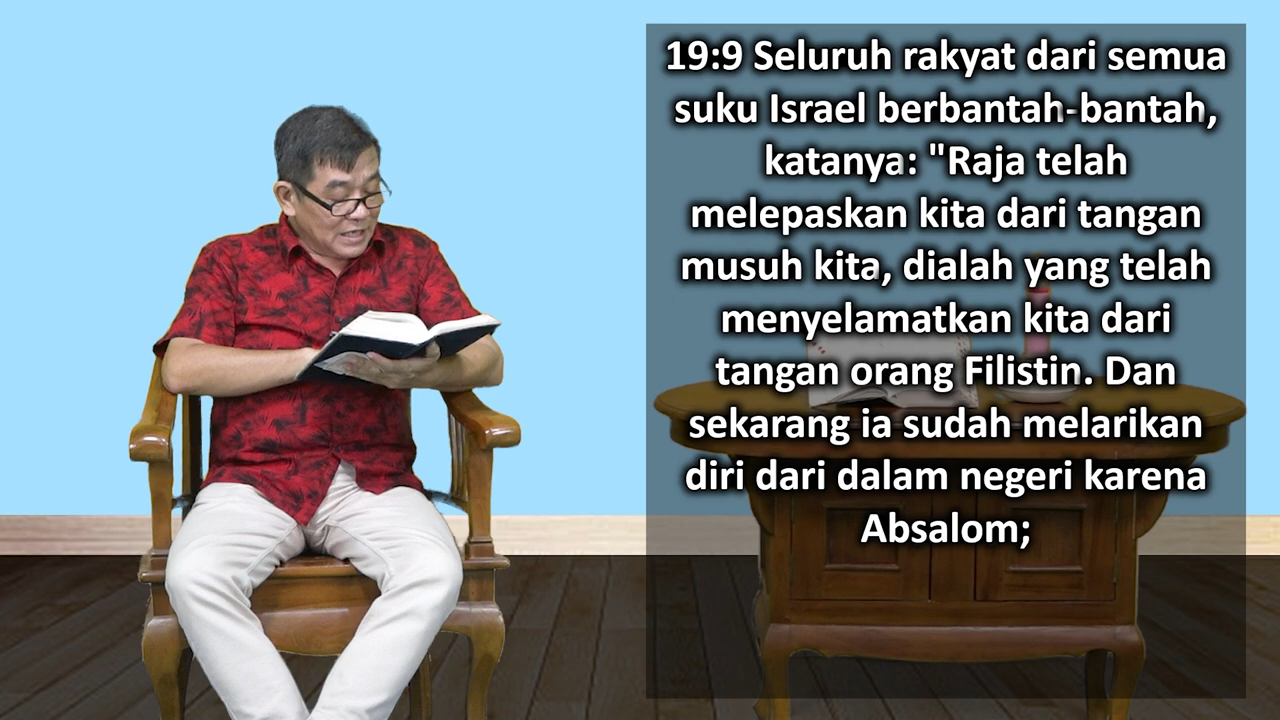 19:9 Seluruh rakyat dari semua
suku Israel berbantah-bantah,
katanya: "Raja telah
melepaskan kita dari tangan
musuh kita, dialah yang telah
menyelamatkan kita dari
tangan orang Filistin. Dan
sekarang ia sudah melarikan
diri dari dalam negeri karena
Absalom;